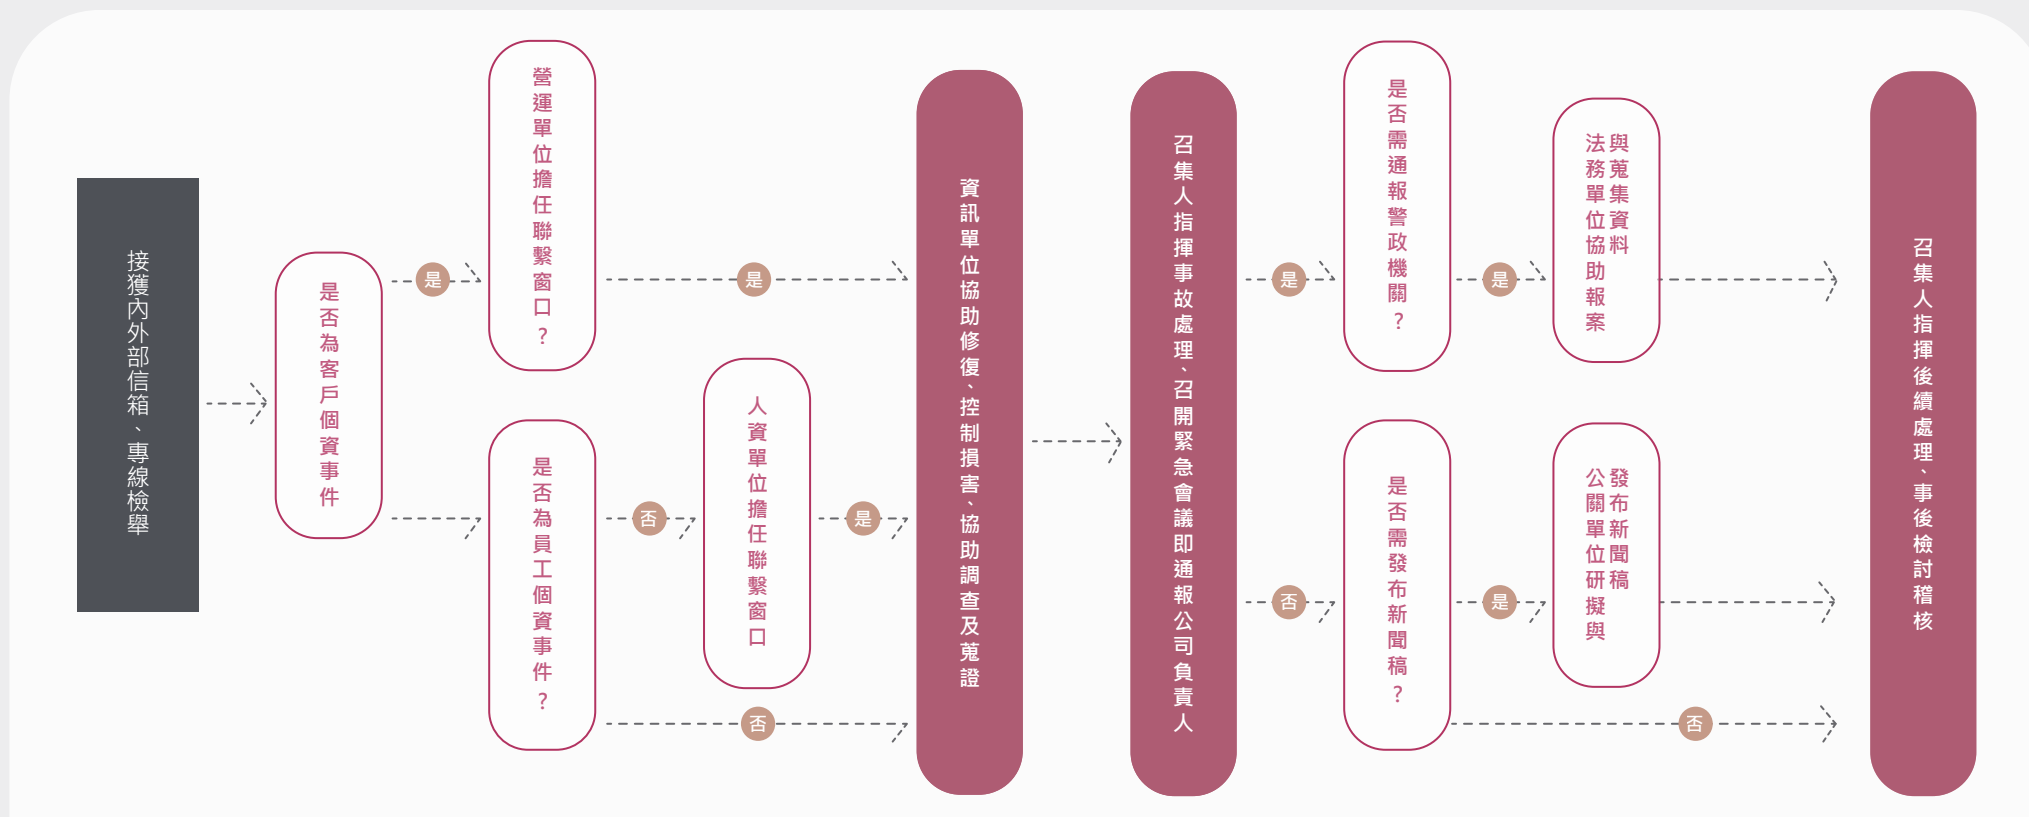 接獲內外部信箱、專線檢舉
是否為客戶個資事件
是
營運單位擔任聯繫窗口?
是
是否為員工個資事件?
否
人資單位擔任聯繫窗口
是
否
資訊單位協助修復、控制損害、協助調查及蒐證
召集人指揮事故處理、召開緊急會議即通報公司負責人
是
是否需通報警政機關?
是
法務單位協助報案
與蒐集資料
否
是否需發布新聞稿?
是
公關單位研擬與
發布新聞稿
否
召集人指揮後續處理、事後檢討稽核